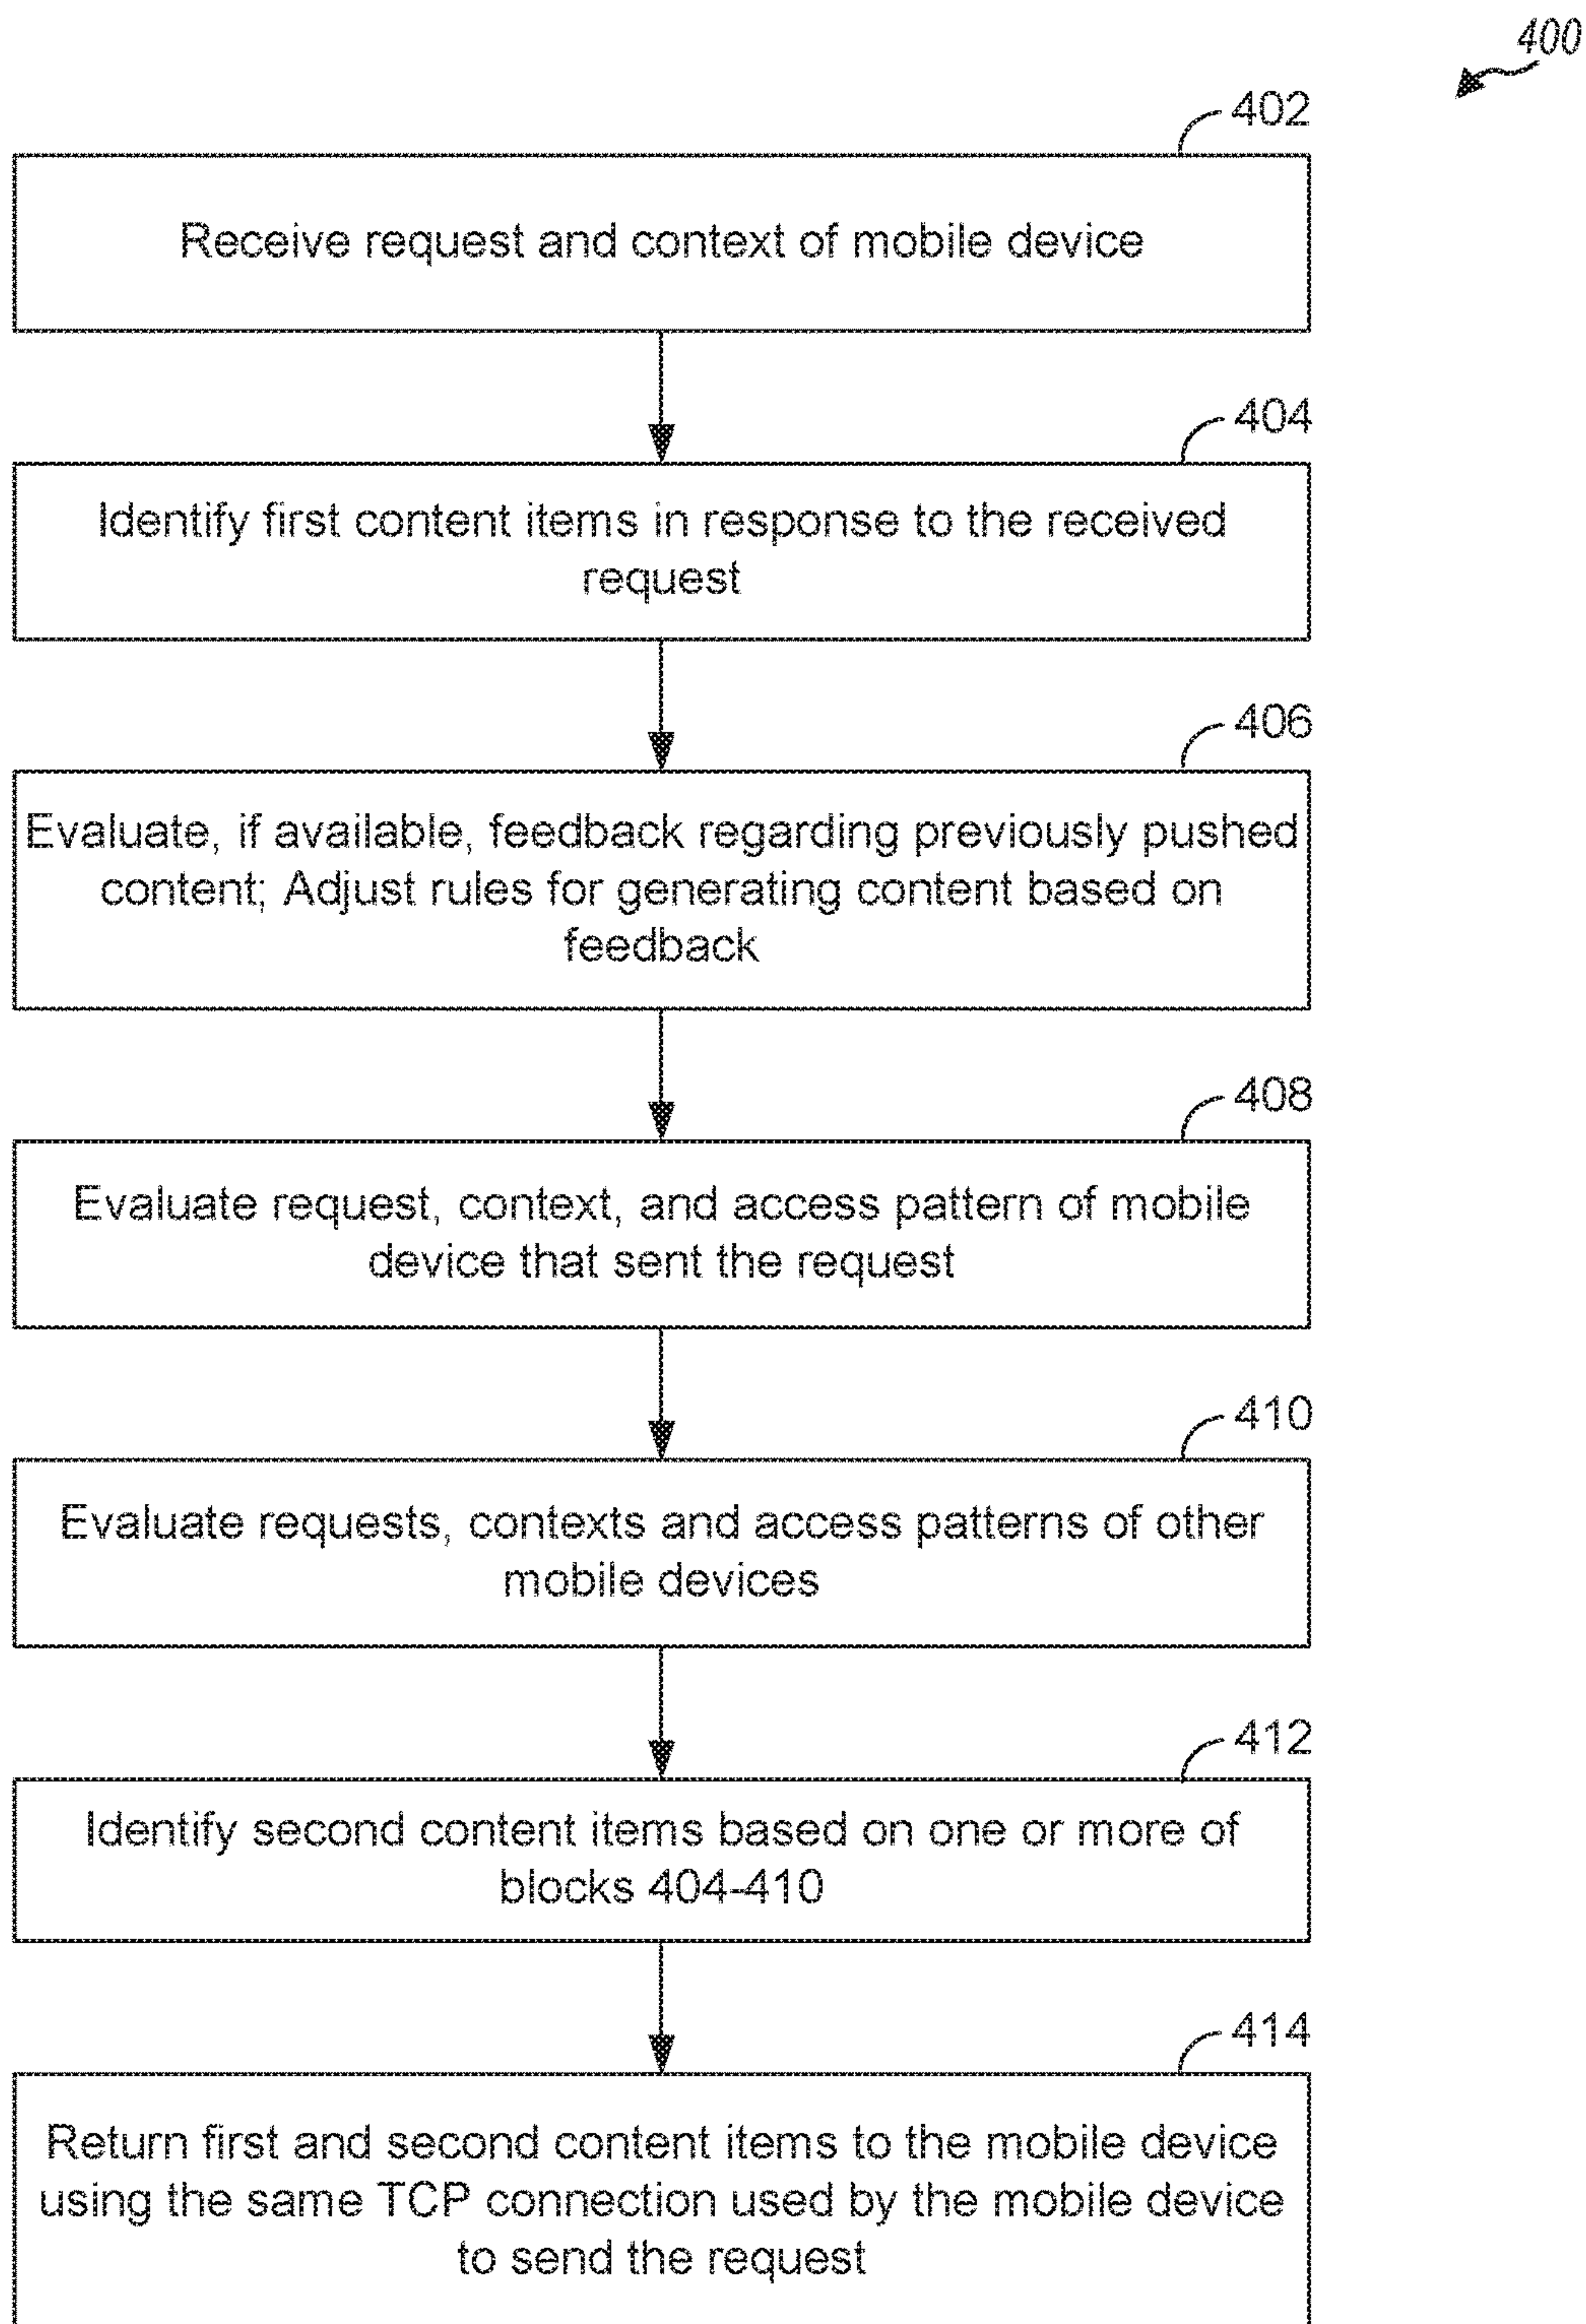 400
402
Receive request and context of mobile device
404
Identify first content items in response to the received
request
406
Evaluate, if available, feedback regarding previously pushed
content; Adjust rules for generating content based on
feedback
408
Evaluate request, context, and access pattern of mobile
device that sent the request
410
Evaluate requests, contexts and access patterns of other
mobile devices
412
Identify second content items based on one or more of
blocks 404-410
414
Return first and second content items to the mobile device
using the same TCP connection used by the mobile device
to send the request